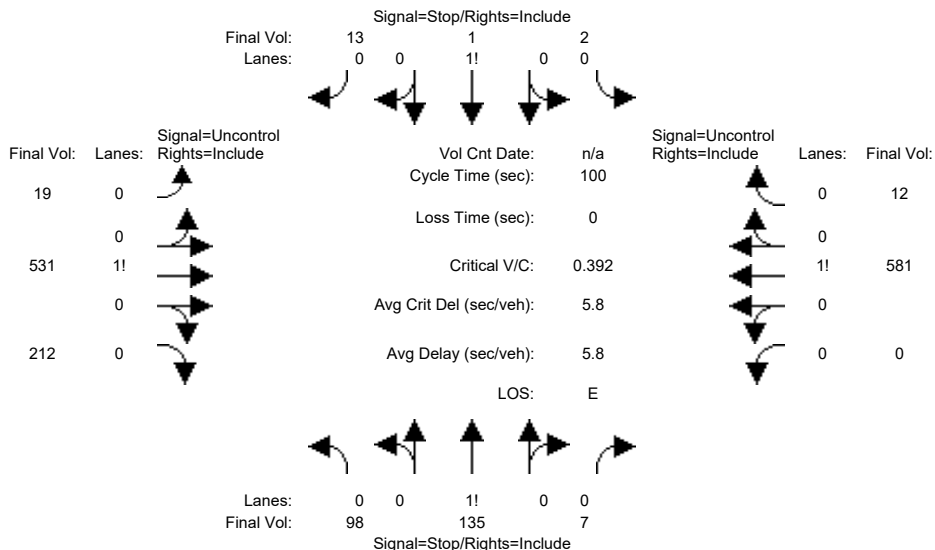 Signal=Stop/Rights=Include
Final Vol: 13 1 2
Lanes: 0 0 1! 0 0
Signal=Uncontrol Signal=Uncontrol
Final Vol: Lanes: Rights=Include Vol Cnt Date: n/a Rights=Include Lanes: Final Vol:
Cycle Time (sec): 100
19 0 0 12
Loss Time (sec): 0
0 0
531 1! Critical V/C: 0.392 1! 581
0 Avg Crit Del (sec/veh): 5.8 0
212 0 Avg Delay (sec/veh): 5.8 0 0
LOS: E
Lanes: 0 0 1! 0 0
Final Vol: 98 135 7
Signal=Stop/Rights=Include